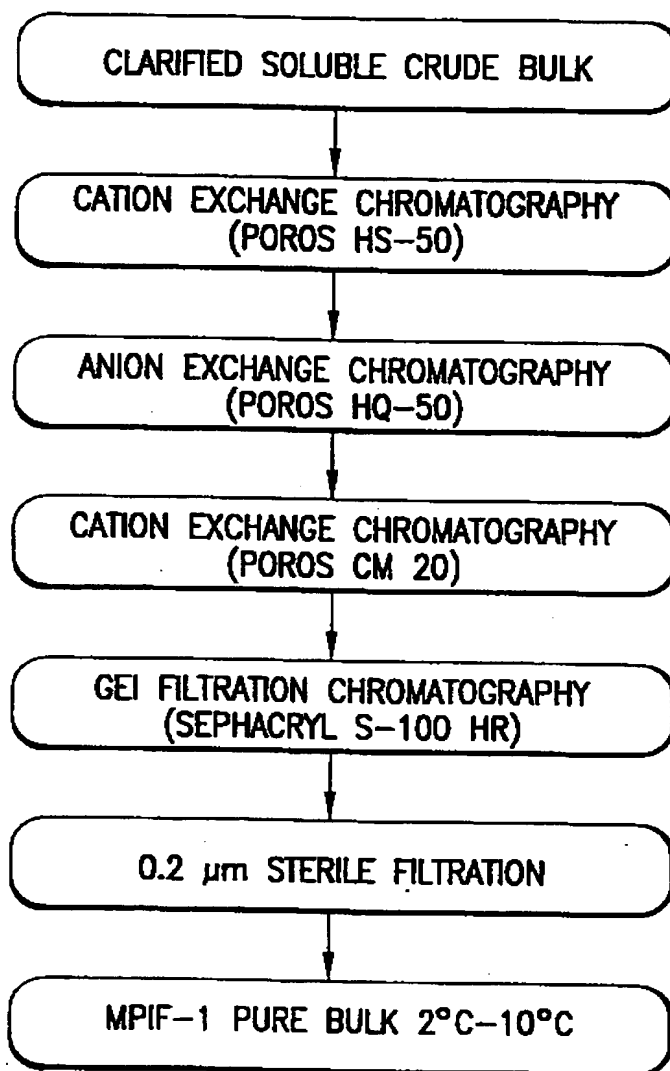 CLARIFIED SOLUBLE CRUDE BULK
CATION EXCHANGE CHROMATOGRAPHY
(POROS HS-50)
ANION EXCHANGE CHROMATOGRAPHY
(POROS HQ-50)
CATION EXCHANGE CHROMATOGRAPHY
(POROS CM 20)
GEI FILTRATION CHROMATOGRAPHY
(SEPHACRYL S-100 HR)
0.2 µm STERILE FILTRATION
MPIF-1 PURE BULK 2°C-10°C